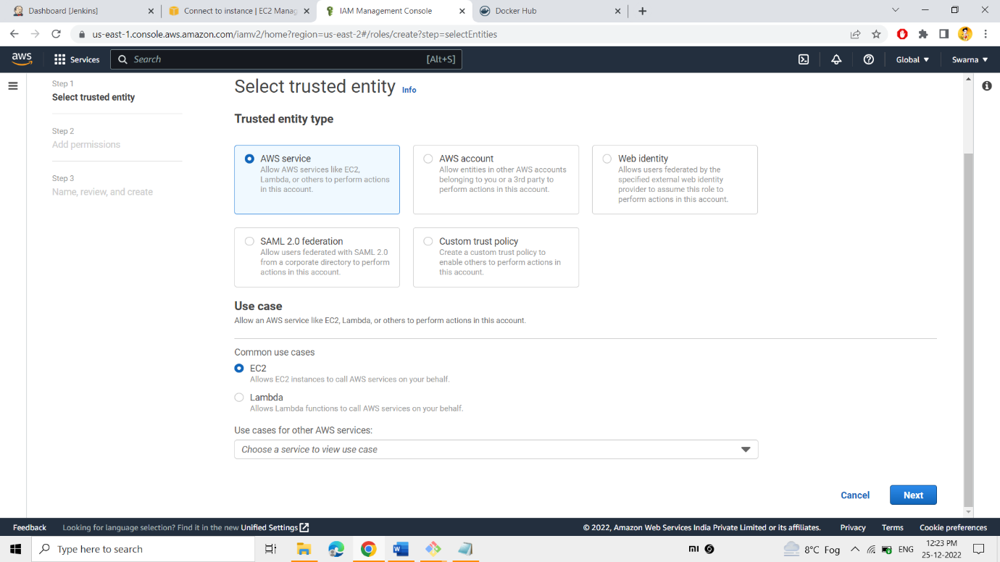 Dashboard [Jenkins]
Connect to instance | EC2 Manag
IAM Management Console
Docker Hub
us-east-1.console.aws.amazon.com/iamv2/home?region=us-east-2#/roles/create?step=selectEntities
aws
Services
Search
[Alt+S]
Global
Swarna
Step 1
Select trusted entity
Step 2
Add permissions
Step 3
Name, review, and create
Select trusted entity Info
Trusted entity type
AWS service
Allow AWS services like EC2,
Lambda, or others to perform actions
in this account.
AWS account
Allow entities in other AWS accounts
belonging to you or a 3rd party to
perform actions in this account.
Web identity
Allows users federated by the
specified external web identity
provider to assume this role to
perform actions in this account.
SAML 2.0 federation
Allow users federated with SAML 2.0
from a corporate directory to perform
actions in this account.
Custom trust policy
Create a custom trust policy to
enable others to perform actions in
this account.
Use case
Allow an AWS service like EC2, Lambda, or others to perform actions in this account.
Common use cases
EC2
Allows EC2 instances to call AWS services on your behalf.
Lambda
Allows Lambda functions to call AWS services on your behalf.
Use cases for other AWS services:
Choose a service to view use case
Cancel
Next
Feedback
Looking for language selection? Find it in the new Unified Settings
© 2022, Amazon Web Services India Private Limited or its affiliates.
Privacy
Terms
Cookie preferences
Type here to search
8°C Fog
ENG
12:23 PM
25-12-2022